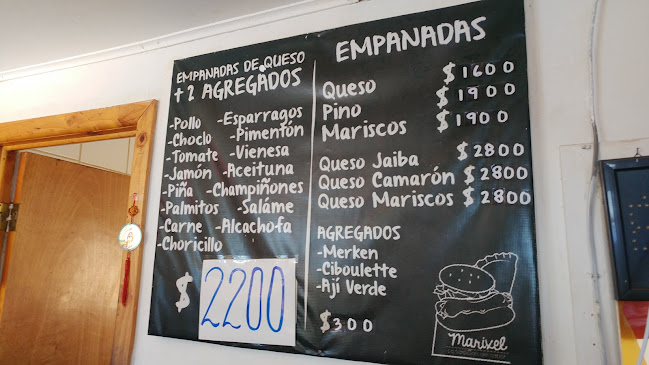 EMPANADAS DE QUESO
+2 AGREGADOS
-Pollo -Esparragos
-Choclo -Pimentón
-Tomate -Vienesa
-Jamón -Aceituna
-Piña -Champiñones
-Palmitos -Saláme
-Carne -Alcachofa
-Choricillo
$ 2200
EMPANADAS
Queso $1600
Pino $1900
Mariscos $1900
Queso Jaiba $2800
Queso Camarón $2800
Queso Mariscos $2800
AGREGADOS
-Merken
-Ciboulette
-Ají Verde
$300
Marixel